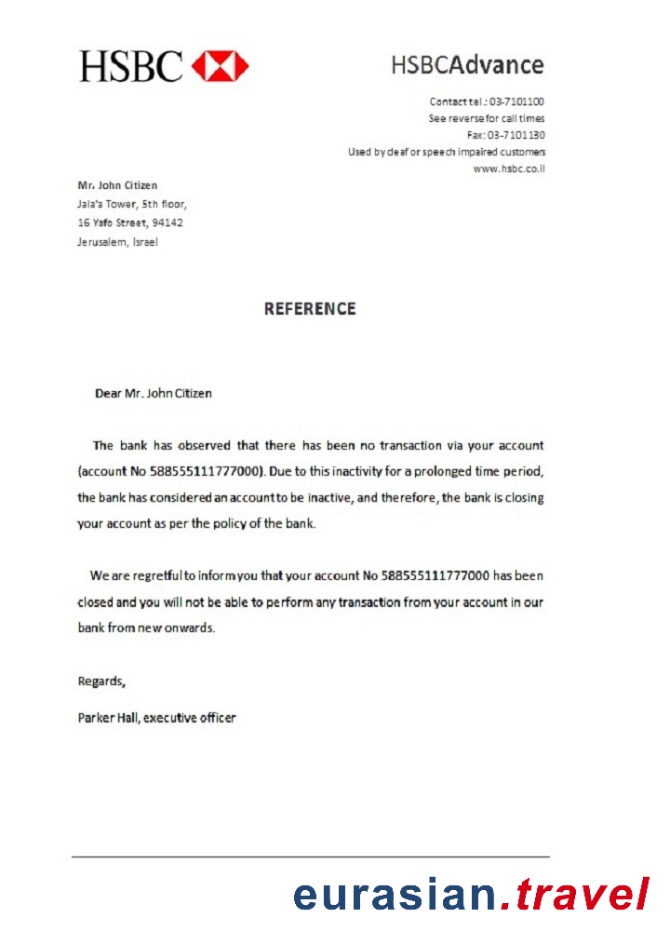 HSBC
HSBCAdvance
Contact tel.: 03-7101100
See reverse for call times
Fax: 03-7101130
Used by deaf or speech impaired customers
www.hsbc.co.il
Mr. John Citizen
Jala'a Tower, 5th floor,
16 Yafo Street, 94142
Jerusalem, Israel
REFERENCE
Dear Mr. John Citizen
The bank has observed that there has been no transaction via your account
(account No 588555111777000). Due to this inactivity for a prolonged time period,
the bank has considered an account to be inactive, and therefore, the bank is closing
your account as per the policy of the bank.
We are regretful to inform you that your account No 588555111777000 has been
closed and you will not be able to perform any transaction from your account in our
bank from new onwards.
Regards,
Parker Hall, executive officer
eurasian.travel